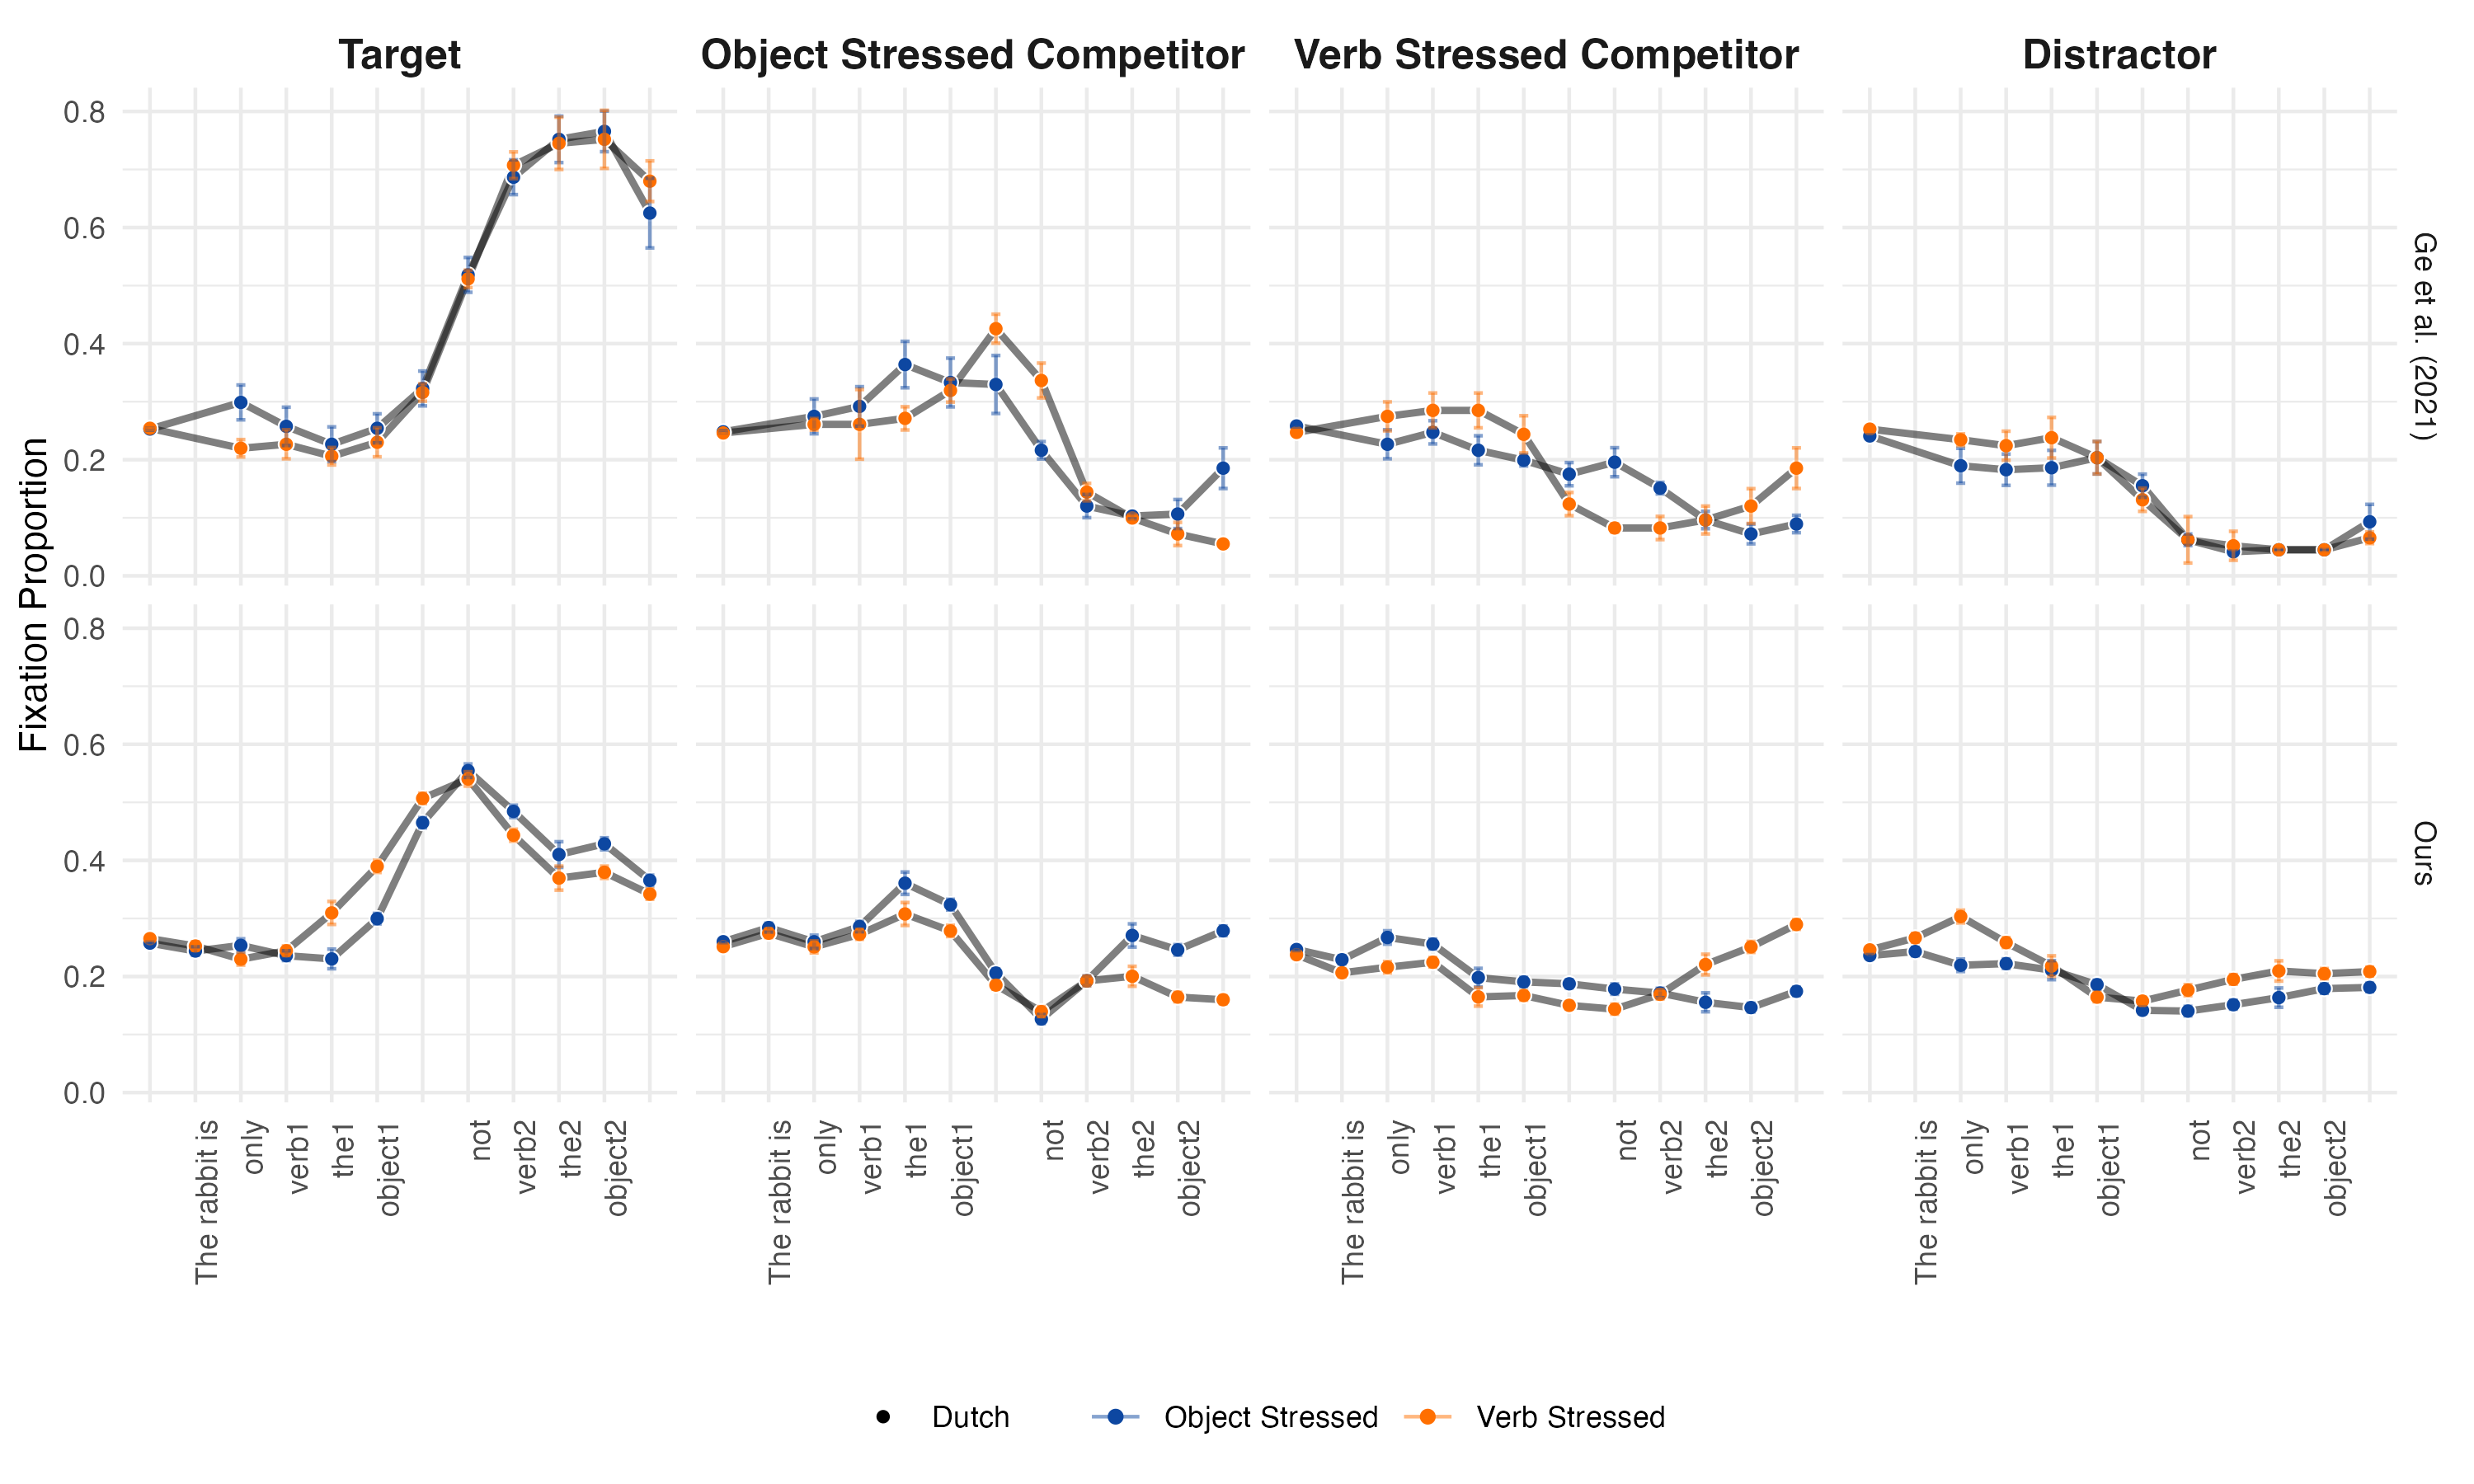 Target
Object Stressed Competitor
Verb Stressed Competitor
Distractor
Fixation Proportion
0.8
0.6
0.4
0.2
0.0
Ge et al. (2021)
0.8
0.6
0.4
0.2
0.0
Ours
The rabbit is
only
verb1
the1
object1
not
verb2
the2
object2
The rabbit is
only
verb1
the1
object1
not
verb2
the2
object2
The rabbit is
only
verb1
the1
object1
not
verb2
the2
object2
The rabbit is
only
verb1
the1
object1
not
verb2
the2
object2
Dutch
Object Stressed
Verb Stressed